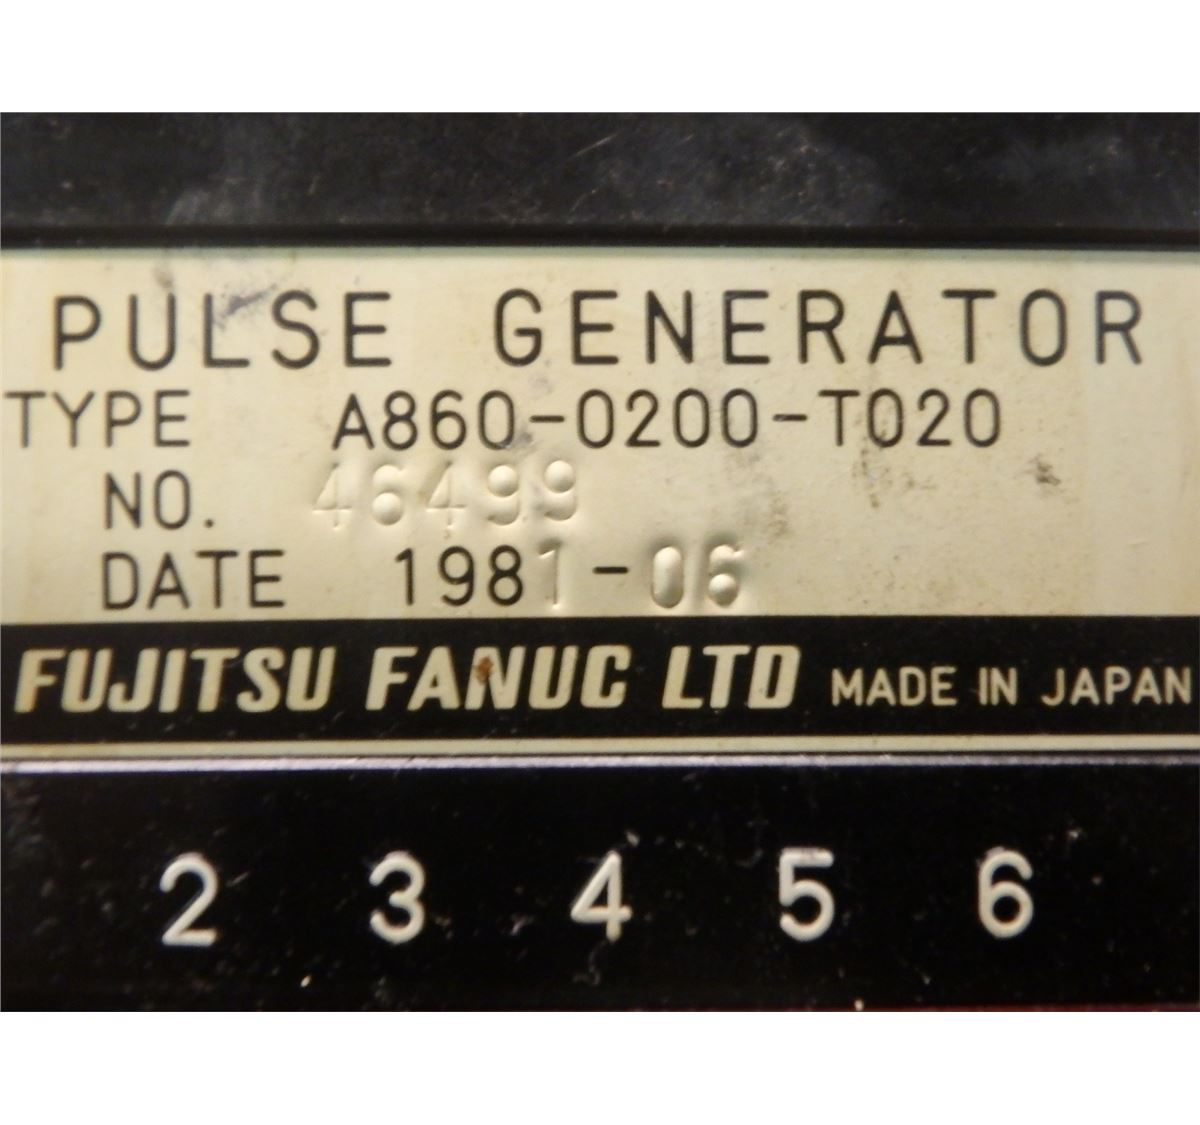 PULSE GENERATOR
TYPE A860-0200-T020
NO. 46499
DATE 1981-06
FUJITSU FANUC LTD MADE IN JAPAN
2 3 4 5 6